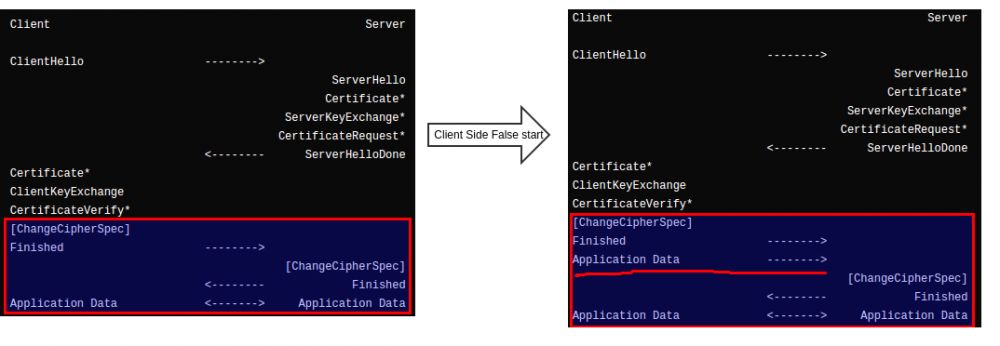 Client Server
ClientHello -------->
ServerHello
Certificate*
ServerKeyExchange*
CertificateRequest*
<-------- ServerHelloDone
Certificate*
ClientKeyExchange
CertificateVerify*
[ChangeCipherSpec]
Finished -------->
[ChangeCipherSpec]
<-------- Finished
Application Data <-------> Application Data
Client Side False start
Client Server
ClientHello -------->
ServerHello
Certificate*
ServerKeyExchange*
CertificateRequest*
<-------- ServerHelloDone
Certificate*
ClientKeyExchange
CertificateVerify*
[ChangeCipherSpec]
Finished -------->
Application Data -------->
[ChangeCipherSpec]
<-------- Finished
Application Data <-------> Application Data